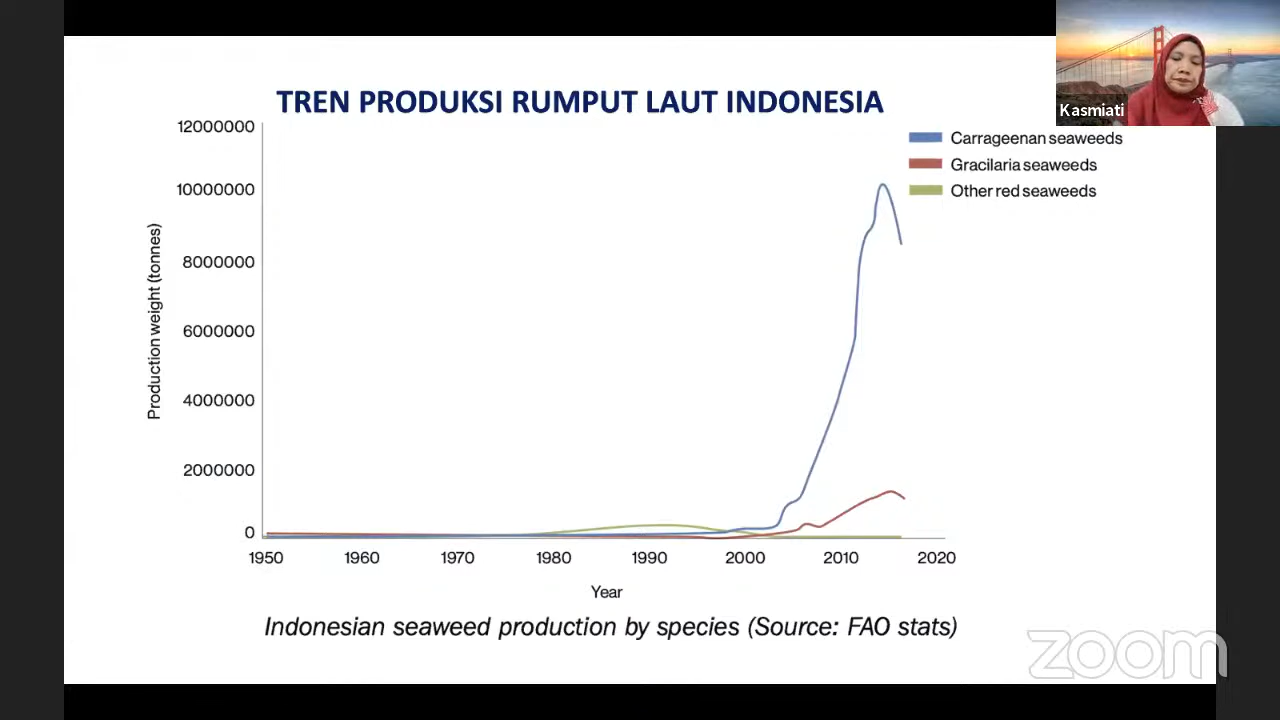 Kasmiati
TREN PRODUKSI RUMPUT LAUT INDONESIA
Carrageenan seaweeds
Gracilaria seaweeds
Other red seaweeds
Production weight (tonnes)
12000000
10000000
8000000
6000000
4000000
2000000
0
1950 1960 1970 1980 1990 2000 2010 2020
Year
Indonesian seaweed production by species (Source: FAO stats)
zoom